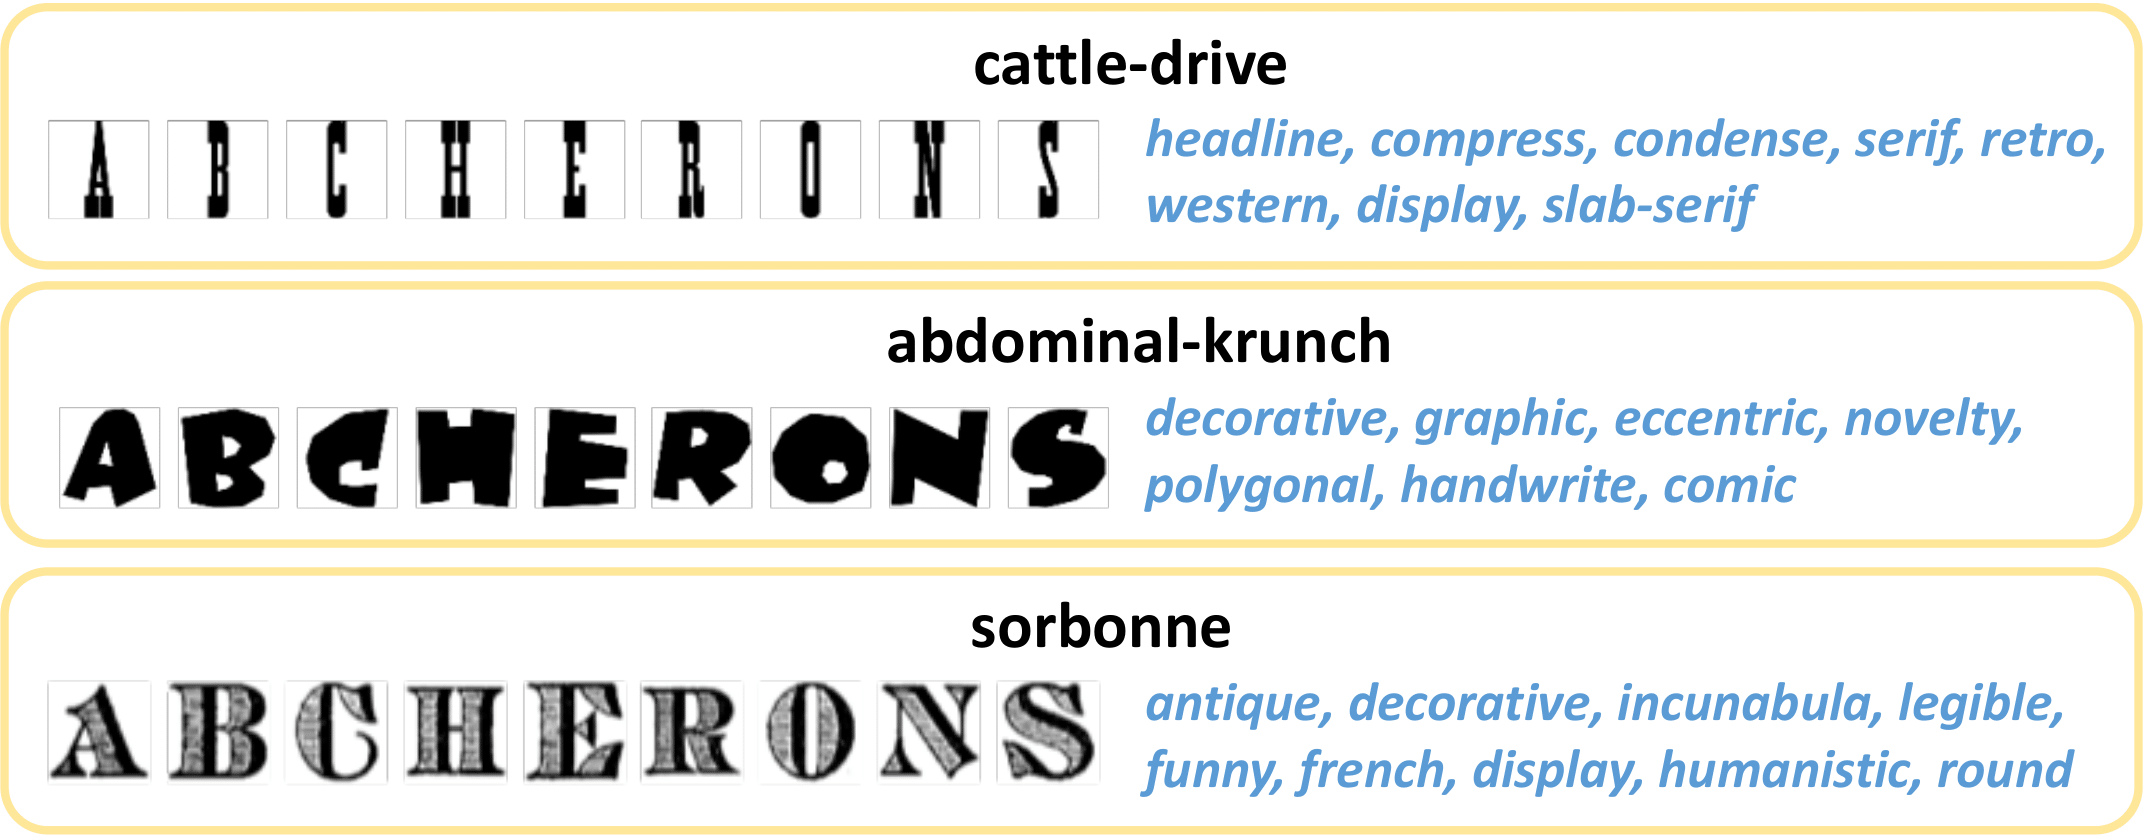 cattle-drive
A B C H E R O N S
headline, compress, condense, serif, retro,
western, display, slab-serif
abdominal-krunch
A B C H E R O N S
decorative, graphic, eccentric, novelty,
polygonal, handwrite, comic
sorbonne
A B C H E R O N S
antique, decorative, incunabula, legible,
funny, french, display, humanistic, round